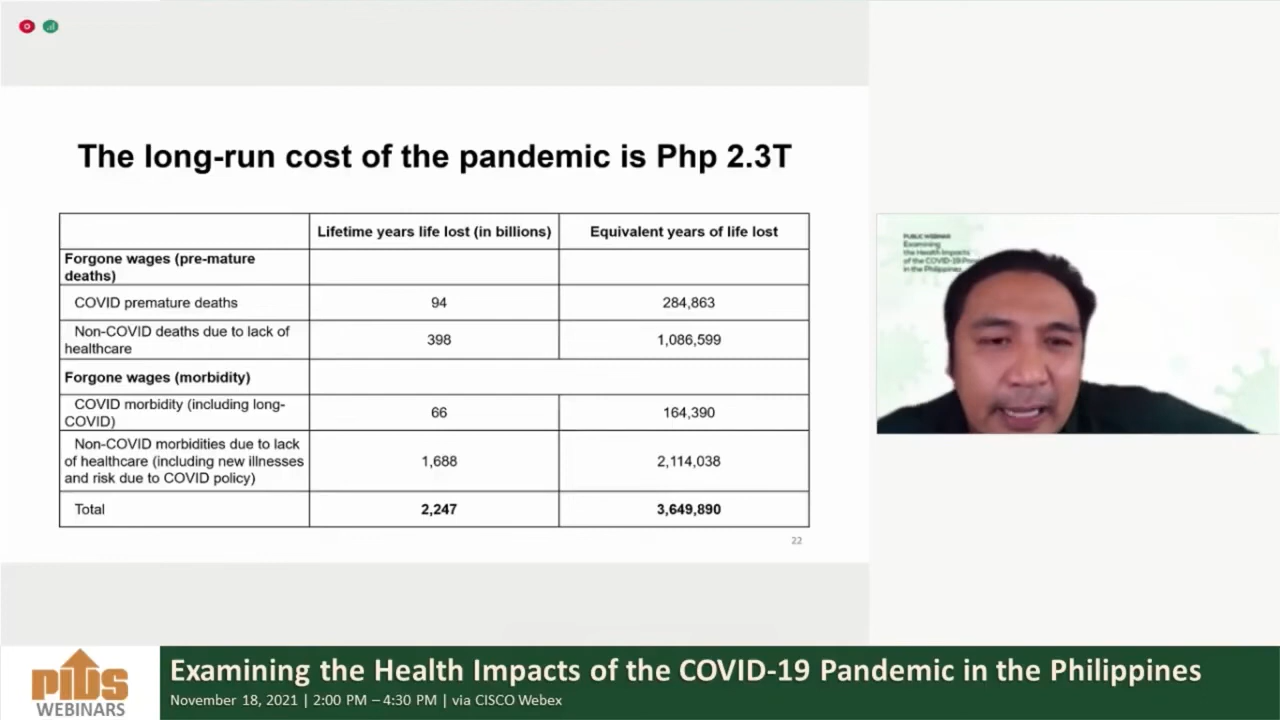 The long-run cost of the pandemic is Php 2.3T
Lifetime years life lost (in billions) Equivalent years of life lost
Forgone wages (pre-mature
deaths)
COVID premature deaths 94 284,863
Non-COVID deaths due to lack of
healthcare 398 1,086,599
Forgone wages (morbidity)
COVID morbidity (including long-
COVID) 66 164,390
Non-COVID morbidities due to lack
of healthcare (including new illnesses
and risk due to COVID policy) 1,688 2,114,038
Total 2,247 3,649,890
22
PUBLIC WEBINAR
Examining
the Health Impacts
of the COVID-19
in the Philippines
pids
WEBINARS
Examining the Health Impacts of the COVID-19 Pandemic in the Philippines
November 18, 2021 | 2:00 PM – 4:30 PM | via CISCO Webex